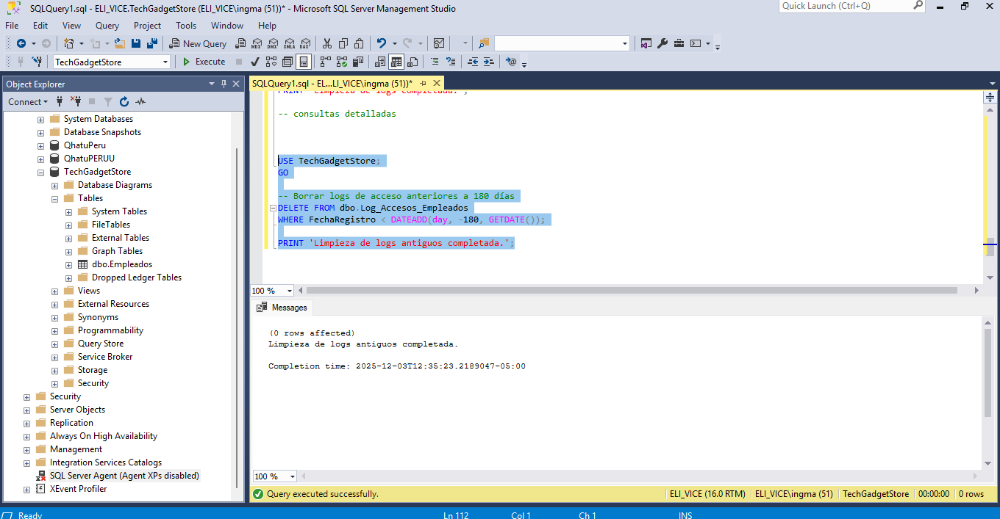 SQLQuery1.sql - ELI_VICE.TechGadgetStore (ELI_VICE\ingma (51))* - Microsoft SQL Server Management Studio
Quick Launch (Ctrl+Q)
File Edit View Query Project Tools Window Help
New Query
MDX DMX XMLA DAX
TechGadgetStore
Execute
Object Explorer
Connect
System Databases
Database Snapshots
QhatuPeru
QhatuPERUU
TechGadgetStore
Database Diagrams
Tables
System Tables
FileTables
External Tables
Graph Tables
dbo.Empleados
Dropped Ledger Tables
Views
External Resources
Synonyms
Programmability
Query Store
Service Broker
Storage
Security
Security
Server Objects
Replication
Always On High Availability
Management
Integration Services Catalogs
SQL Server Agent (Agent XPs disabled)
XEvent Profiler
SQLQuery1.sql - EL...LI_VICE\ingma (51))*
PRINT 'Limpieza de logs completada.';
-- consultas detalladas
USE TechGadgetStore;
GO
-- Borrar logs de acceso anteriores a 180 días
DELETE FROM dbo.Log_Accesos_Empleados
WHERE FechaRegistro < DATEADD(day, -180, GETDATE());
PRINT 'Limpieza de logs antiguos completada.';
100 %
Messages
(0 rows affected)
Limpieza de logs antiguos completada.
Completion time: 2025-12-03T12:35:23.2189047-05:00
100 %
Query executed successfully.
ELI_VICE (16.0 RTM) ELI_VICE\ingma (51) TechGadgetStore 00:00:00 0 rows
Ready Ln 112 Col 1 Ch 1 INS